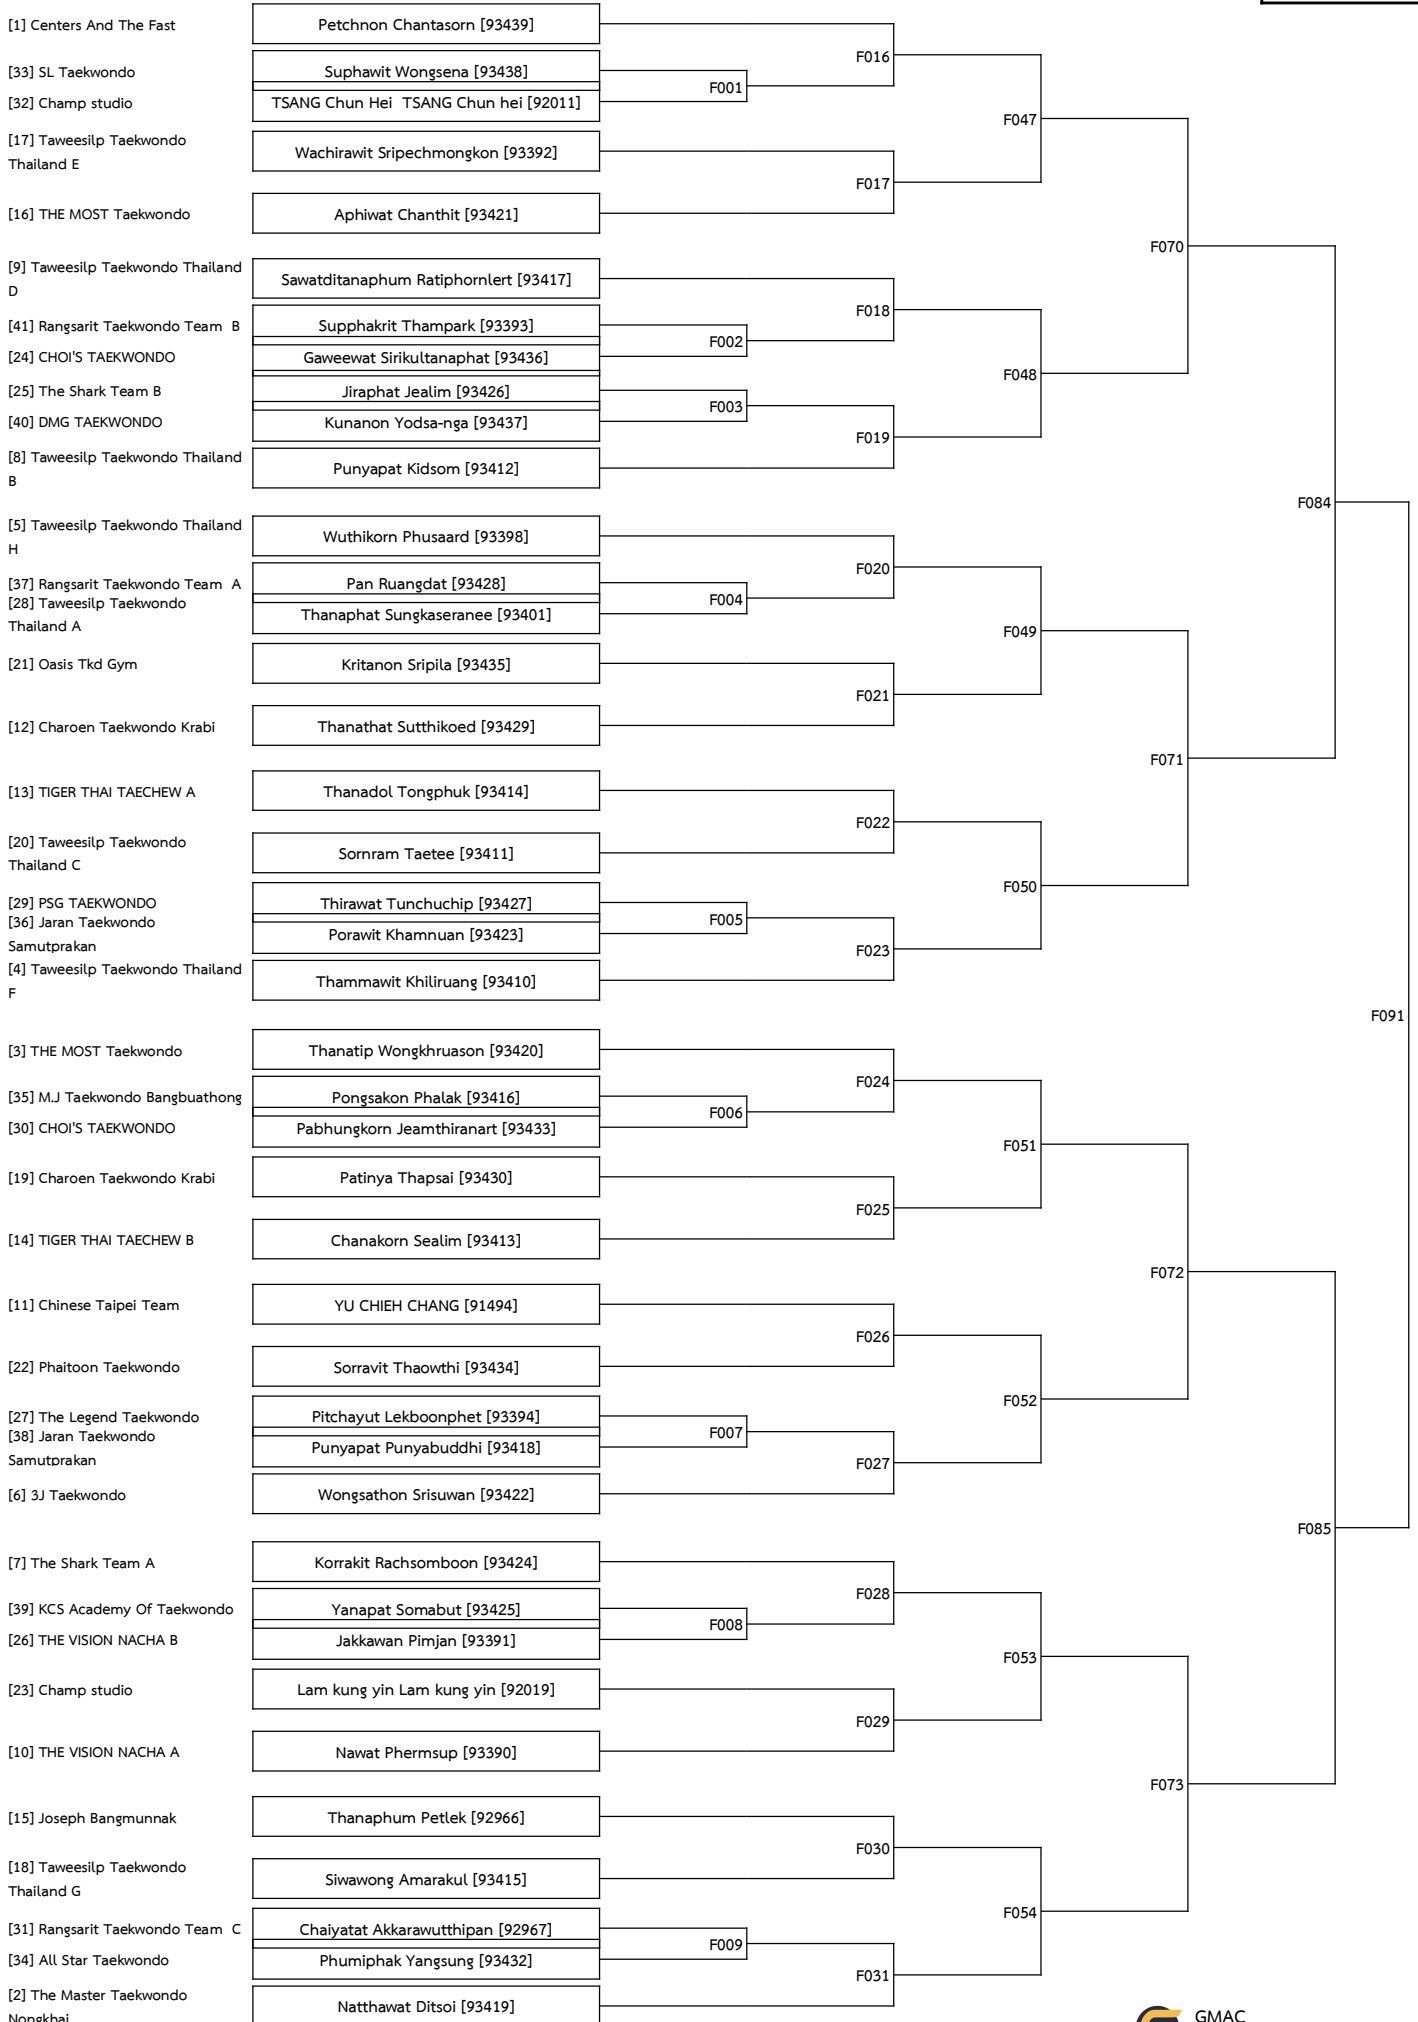 [1] Centers And The Fast
Petchnon Chantasorn [93439]
F016
[33] SL Taekwondo
Suphawit Wongsena [93438]
F001
[32] Champ studio
TSANG Chun Hei  TSANG Chun hei [92011]
F047
[17] Taweesilp Taekwondo
Thailand E
Wachirawit Sripechmongkon [93392]
F017
[16] THE MOST Taekwondo
Aphiwat Chanthit [93421]
F070
[9] Taweesilp Taekwondo Thailand
D
Sawatditanaphum Ratiphornlert [93417]
F018
[41] Rangsarit Taekwondo Team  B
Supphakrit Thampark [93393]
F002
[24] CHOI'S TAEKWONDO
Gaweewat Sirikultanaphat [93436]
F048
[25] The Shark Team B
Jiraphat Jealim [93426]
F003
[40] DMG TAEKWONDO
Kunanon Yodsa-nga [93437]
F019
[8] Taweesilp Taekwondo Thailand
B
Punyapat Kidsom [93412]
F084
[5] Taweesilp Taekwondo Thailand
H
Wuthikorn Phusaard [93398]
F020
[37] Rangsarit Taekwondo Team  A
Pan Ruangdat [93428]
F004
[28] Taweesilp Taekwondo
Thailand A
Thanaphat Sungkaseranee [93401]
F049
[21] Oasis Tkd Gym
Kritanon Sripila [93435]
F021
[12] Charoen Taekwondo Krabi
Thanathat Sutthikoed [93429]
F071
[13] TIGER THAI TAECHEW A
Thanadol Tongphuk [93414]
F022
[20] Taweesilp Taekwondo
Thailand C
Sornram Taetee [93411]
F050
[29] PSG TAEKWONDO
Thirawat Tunchuchip [93427]
F005
[36] Jaran Taekwondo
Samutprakan
Porawit Khamnuan [93423]
F023
[4] Taweesilp Taekwondo Thailand
F
Thammawit Khiliruang [93410]
F091
[3] THE MOST Taekwondo
Thanatip Wongkhruason [93420]
F024
[35] M.J Taekwondo Bangbuathong
Pongsakon Phalak [93416]
F006
[30] CHOI'S TAEKWONDO
Pabhungkorn Jeamthiranart [93433]
F051
[19] Charoen Taekwondo Krabi
Patinya Thapsai [93430]
F025
[14] TIGER THAI TAECHEW B
Chanakorn Sealim [93413]
F072
[11] Chinese Taipei Team
YU CHIEH CHANG [91494]
F026
[22] Phaitoon Taekwondo
Sorravit Thaowthi [93434]
F052
[27] The Legend Taekwondo
Pitchayut Lekboonphet [93394]
F007
[38] Jaran Taekwondo
Samutprakan
Punyapat Punyabuddhi [93418]
F027
[6] 3J Taekwondo
Wongsathon Srisuwan [93422]
F085
[7] The Shark Team A
Korrakit Rachsomboon [93424]
F028
[39] KCS Academy Of Taekwondo
Yanapat Somabut [93425]
F008
[26] THE VISION NACHA B
Jakkawan Pimjan [93391]
F053
[23] Champ studio
Lam kung yin Lam kung yin [92019]
F029
[10] THE VISION NACHA A
Nawat Phermsup [93390]
F073
[15] Joseph Bangmunnak
Thanaphum Petlek [92966]
F030
[18] Taweesilp Taekwondo
Thailand G
Siwawong Amarakul [93415]
F054
[31] Rangsarit Taekwondo Team  C
Chaiyatat Akkarawutthipan [92967]
F009
[34] All Star Taekwondo
Phumiphak Yangsung [93432]
F031
[2] The Master Taekwondo
Nongkhai
Natthawat Ditsoi [93419]
GMAC